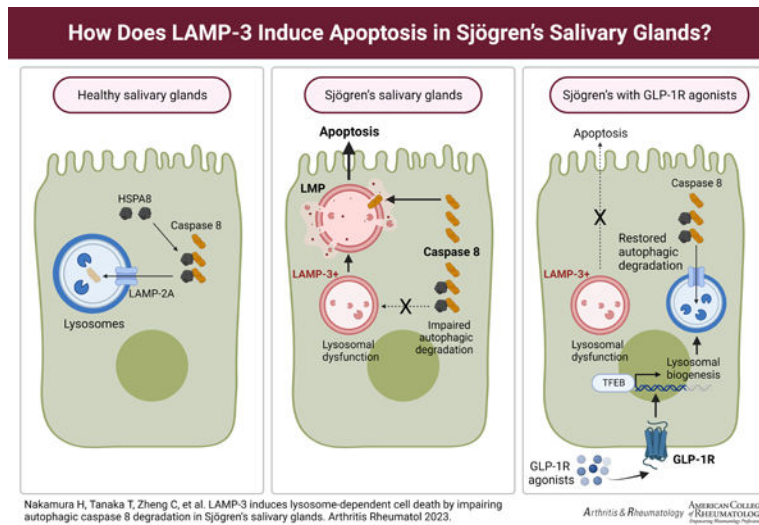 How Does LAMP-3 Induce Apoptosis in Sjögren's Salivary Glands?
Healthy salivary glands
HSPA8
Caspase 8
LAMP-2A
Lysosomes
Sjögren's salivary glands
Apoptosis
LMP
Caspase 8
LAMP-3+
X
Lysosomal
dysfunction
Impaired
autophagic
degradation
Sjögren's with GLP-1R agonists
Apoptosis
Caspase 8
X
Restored
autophagic
degradation
LAMP-3+
Lysosomal
dysfunction
Lysosomal
biogenesis
TFEB
GLP-1R
agonists
GLP-1R
Nakamura H, Tanaka T, Zheng C, et al. LAMP-3 induces lysosome-dependent cell death by impairing
autophagic caspase 8 degradation in Sjögren's salivary glands. Arthritis Rheumatol 2023.
Arthritis & Rheumatology
AMERICAN COLLEGE
of RHEUMATOLOGY
Empowering Rheumatology Professionals